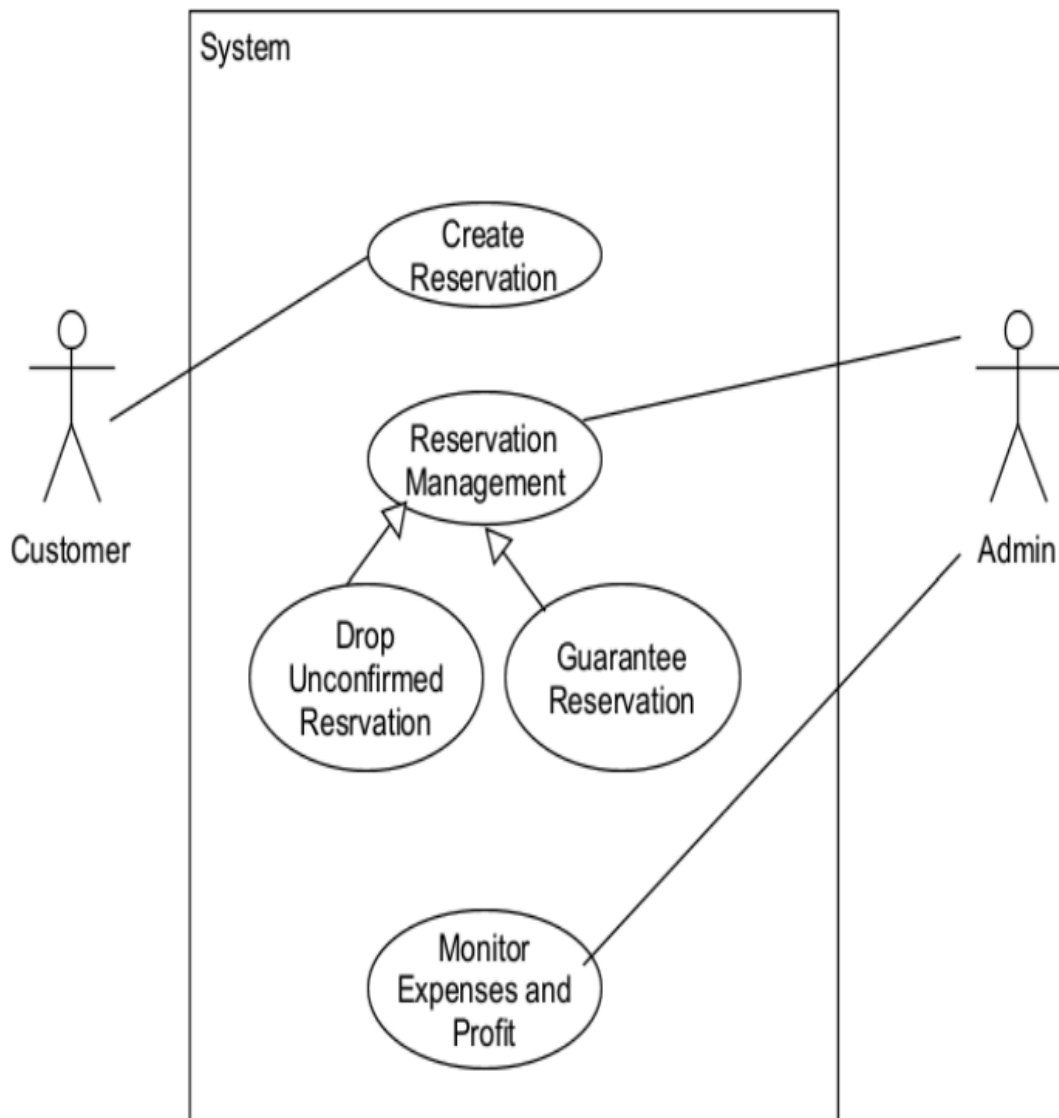 System
Create
Reservation
Reservation
Management
Customer
Admin
Drop
Unconfirmed
Resrvation
Guarantee
Reservation
Monitor
Expenses and
Profit